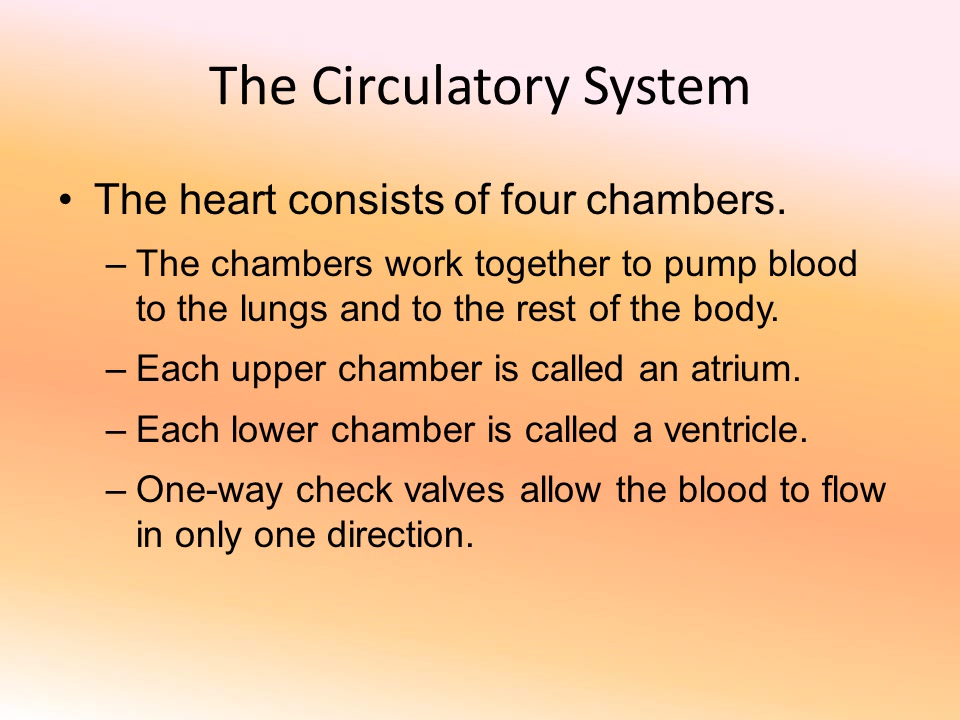 The Circulatory System
• The heart consists of four chambers.
– The chambers work together to pump blood
to the lungs and to the rest of the body.
– Each upper chamber is called an atrium.
– Each lower chamber is called a ventricle.
– One-way check valves allow the blood to flow
in only one direction.